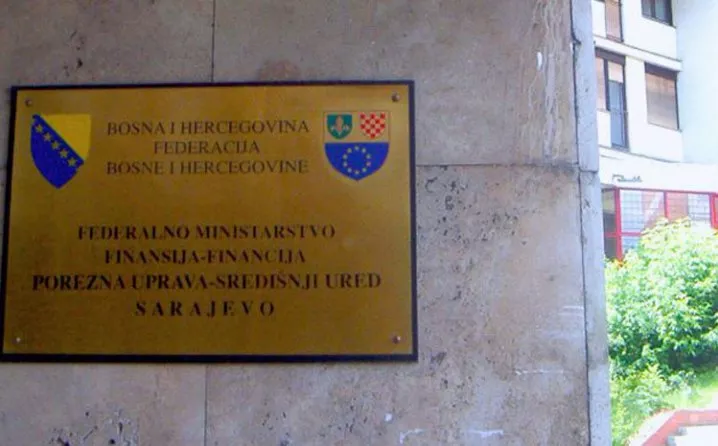 BOSNA I HERCEGOVINA
FEDERACIJA
BOSNE I HERCEGOVINE
FEDERALNO MINISTARSTVO
FINANSIJA-FINANCIJA
POREZNA UPRAVA-SREDIŠNJI URED
SARAJEVO